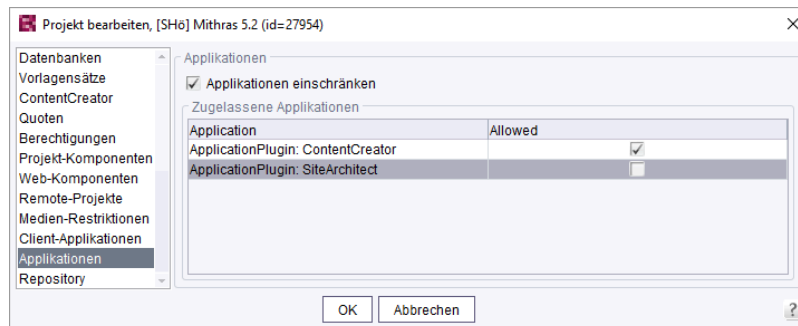 Projekt bearbeiten, [SHö] Mithras 5.2 (id=27954)
Datenbanken
Vorlagensätze
ContentCreator
Quoten
Berechtigungen
Projekt-Komponenten
Web-Komponenten
Remote-Projekte
Medien-Restriktionen
Client-Applikationen
Applikationen
Repository
Applikationen
Applikationen einschränken
Zugelassene Applikationen
Application Allowed
ApplicationPlugin: ContentCreator
ApplicationPlugin: SiteArchitect
OK Abbrechen ?